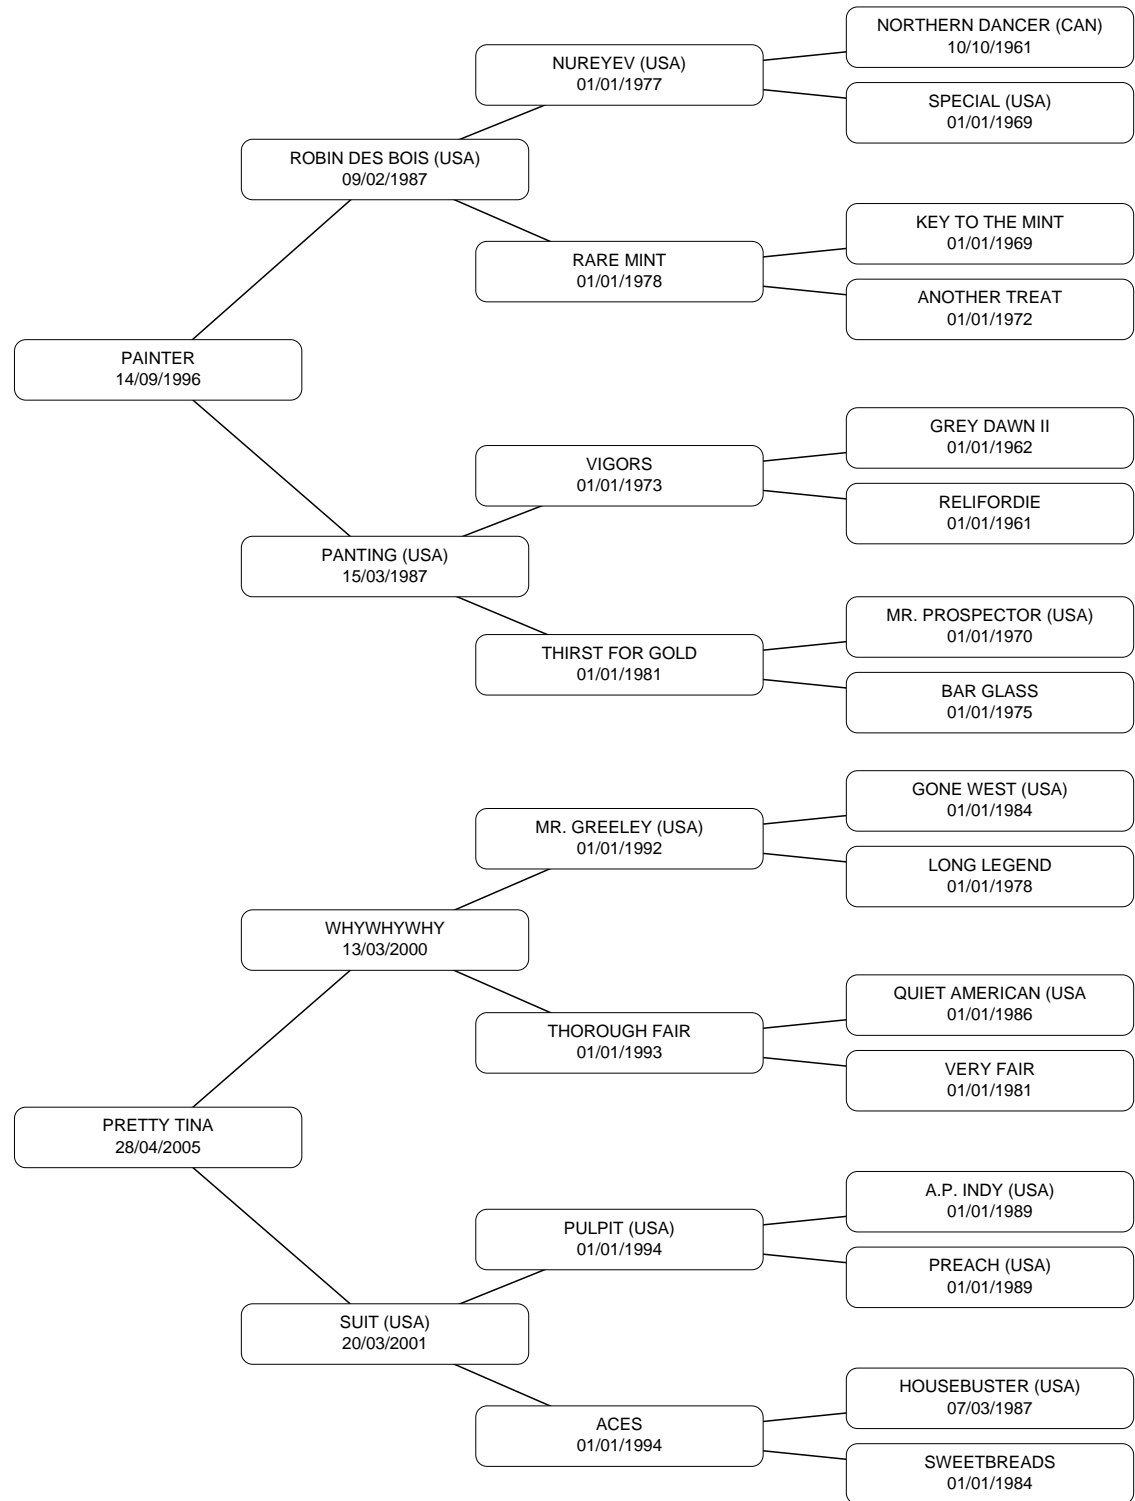 NORTHERN DANCER (CAN)
10/10/1961
NUREYEV (USA)
01/01/1977
SPECIAL (USA)
01/01/1969
ROBIN DES BOIS (USA)
09/02/1987
KEY TO THE MINT
01/01/1969
RARE MINT
01/01/1978
ANOTHER TREAT
01/01/1972
PAINTER
14/09/1996
GREY DAWN II
01/01/1962
VIGORS
01/01/1973
RELIFORDIE
01/01/1961
PANTING (USA)
15/03/1987
MR. PROSPECTOR (USA)
01/01/1970
THIRST FOR GOLD
01/01/1981
BAR GLASS
01/01/1975
GONE WEST (USA)
01/01/1984
MR. GREELEY (USA)
01/01/1992
LONG LEGEND
01/01/1978
WHYWHYWHY
13/03/2000
QUIET AMERICAN (USA
01/01/1986
THOROUGH FAIR
01/01/1993
VERY FAIR
01/01/1981
PRETTY TINA
28/04/2005
A.P. INDY (USA)
01/01/1989
PULPIT (USA)
01/01/1994
PREACH (USA)
01/01/1989
SUIT (USA)
20/03/2001
HOUSEBUSTER (USA)
07/03/1987
ACES
01/01/1994
SWEETBREADS
01/01/1984